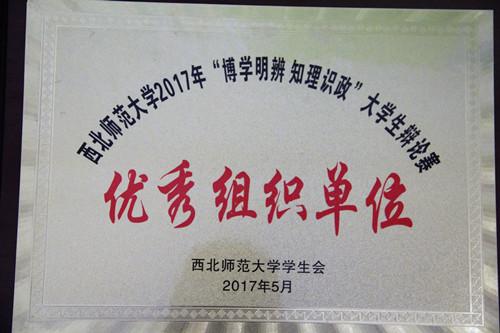 西北师范大学2017年“博学明辨 知理识政”大学生辩论赛
优秀组织单位
西北师范大学学生会
2017年5月